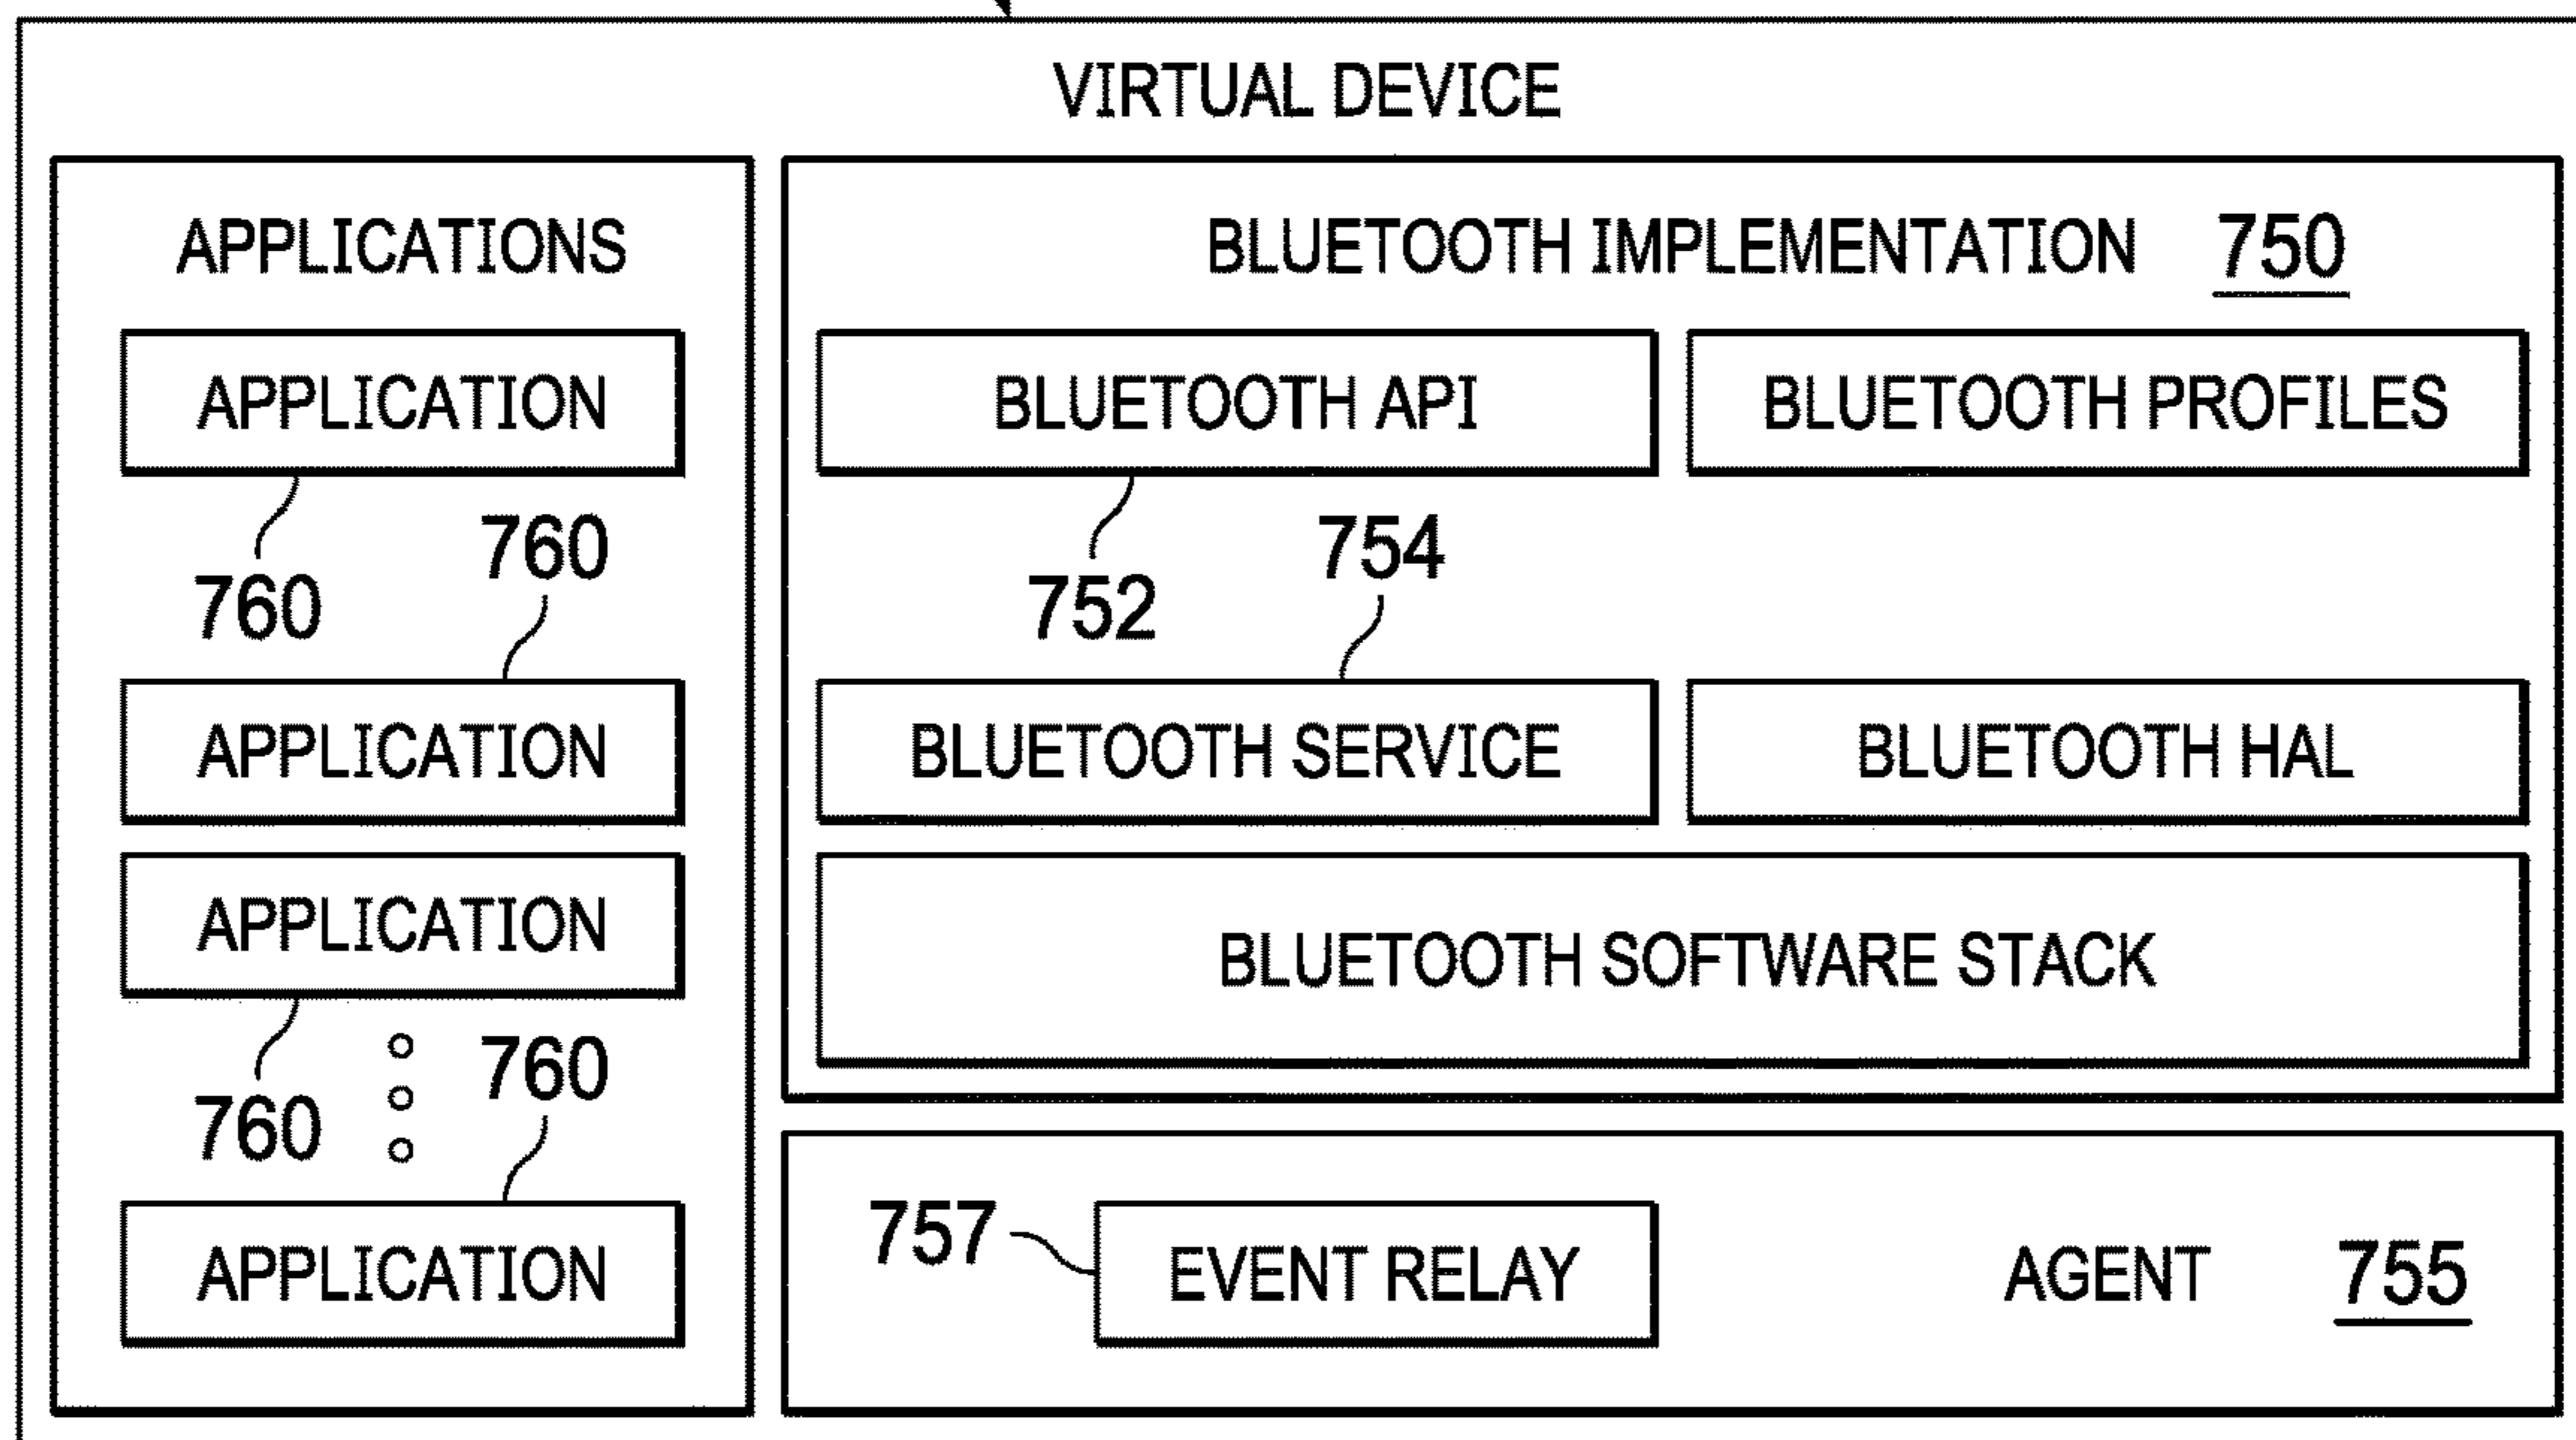 VIRTUAL DEVICE
APPLICATIONS
APPLICATION
760
760
APPLICATION
APPLICATION
760
760
APPLICATION
BLUETOOTH IMPLEMENTATION 750
BLUETOOTH API
BLUETOOTH PROFILES
752
754
BLUETOOTH SERVICE
BLUETOOTH HAL
BLUETOOTH SOFTWARE STACK
757
EVENT RELAY
AGENT 755